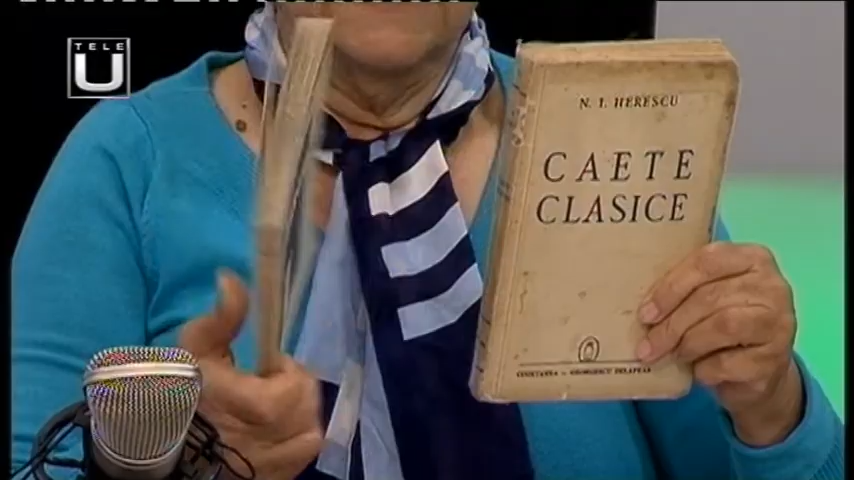 TELE
U
N. I. HERESCU
CAETE
CLASICE